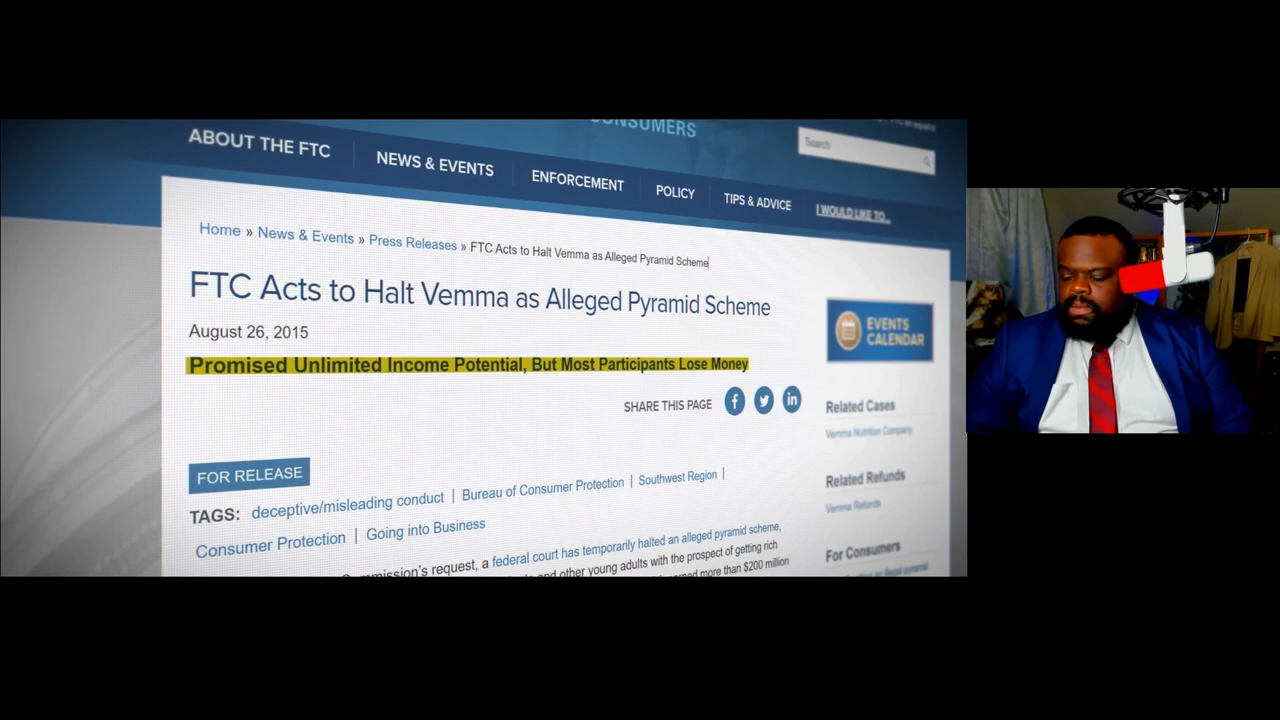 CONSUMERS
Search
ABOUT THE FTC
NEWS & EVENTS
ENFORCEMENT
POLICY
TIPS & ADVICE
I WOULD LIKE TO...
Home » News & Events » Press Releases » FTC Acts to Halt Vemma as Alleged Pyramid Scheme
FTC Acts to Halt Vemma as Alleged Pyramid Scheme
August 26, 2015
Promised Unlimited Income Potential, But Most Participants Lose Money
SHARE THIS PAGE
FOR RELEASE
TAGS: deceptive/misleading conduct | Bureau of Consumer Protection | Southwest Region |
Consumer Protection | Going into Business
mmission's request, a federal court has temporarily halted an alleged pyramid scheme,
and other young adults with the prospect of getting rich
more than $200 million
EVENTS
CALENDAR
Related Cases
Vemma Nutrition Company
Related Refunds
Vemma Refunds
For Consumers